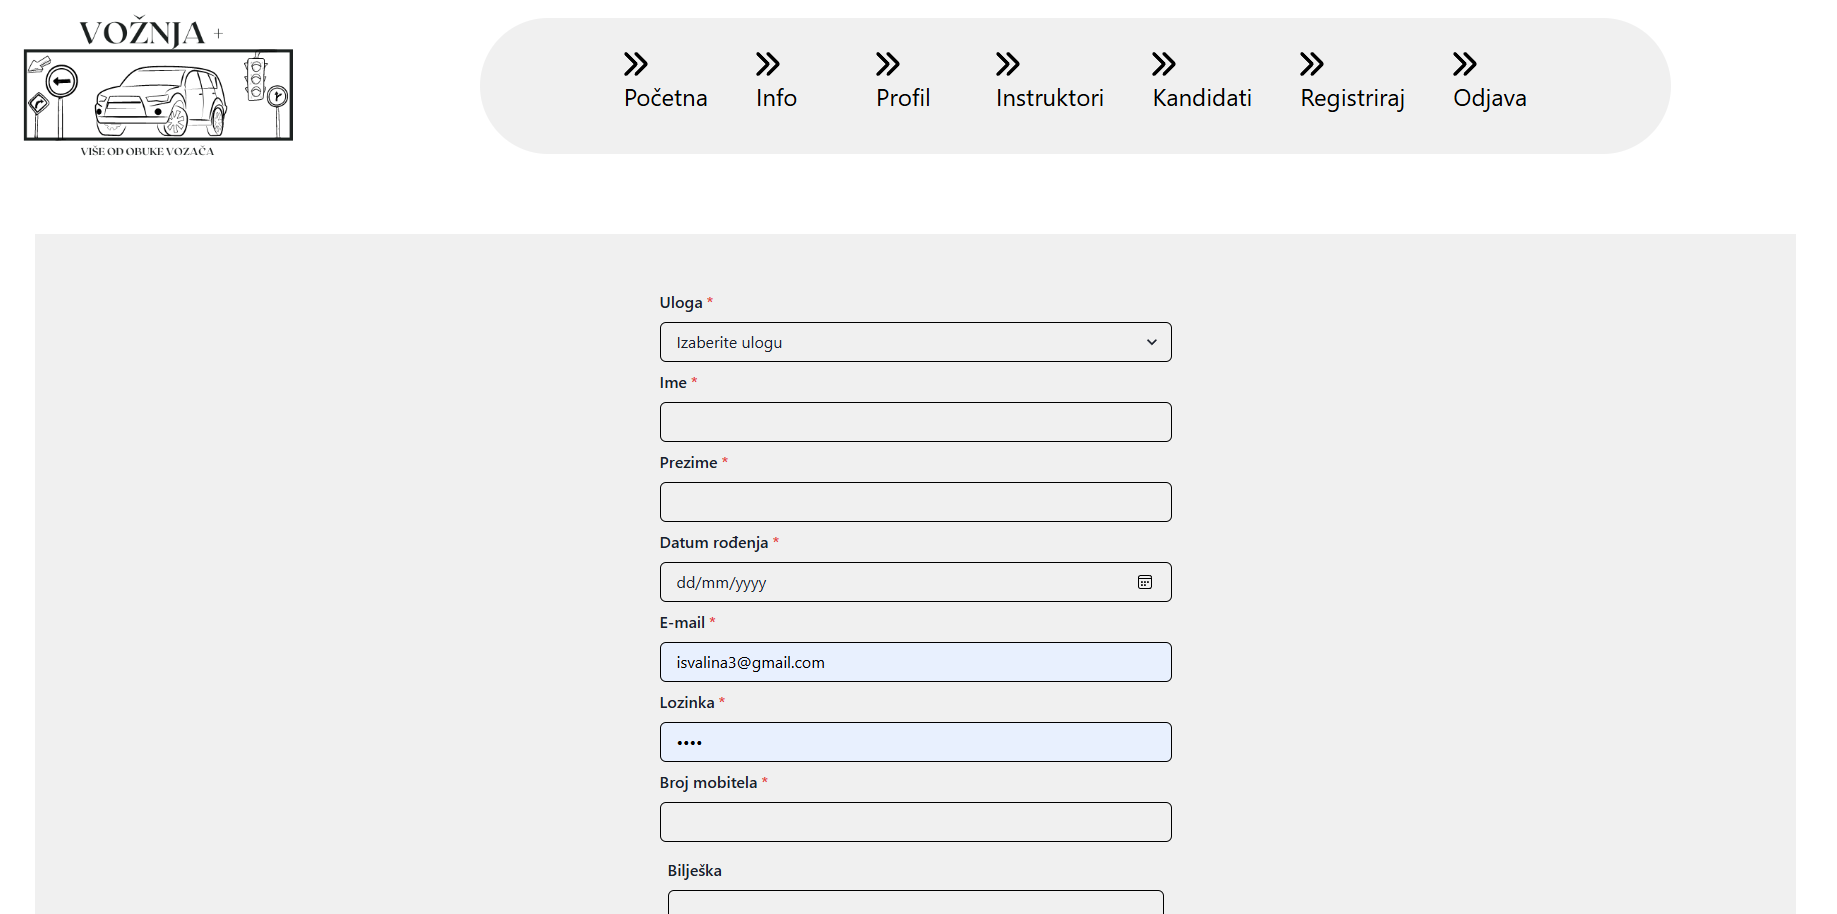 VOŽNJA +
VIŠE OD OBUKE VOZAČA
Početna
Info
Profil
Instruktori
Kandidati
Registriraj
Odjava
Uloga *
Izaberite ulogu
Ime *
Prezime *
Datum rođenja *
dd/mm/yyyy
E-mail *
isvalina3@gmail.com
Lozinka *
••••
Broj mobitela *
Bilješka